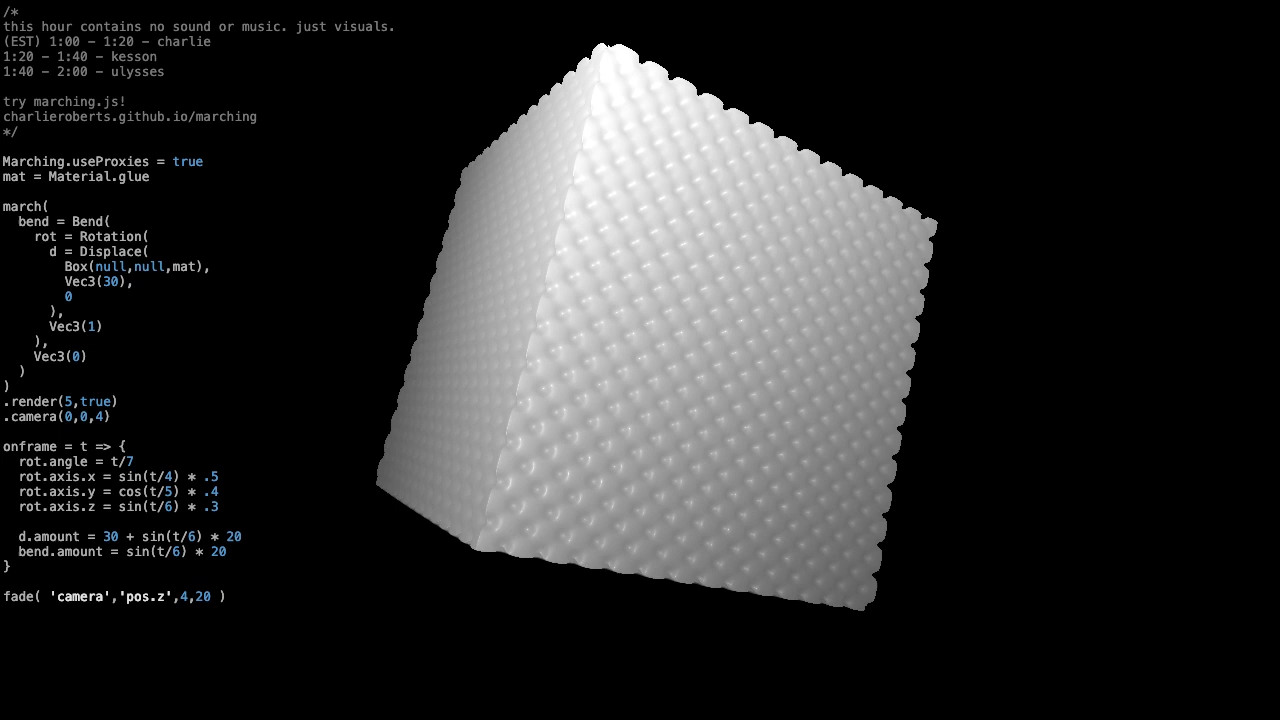 /*
this hour contains no sound or music. just visuals.
(EST) 1:00 - 1:20 - charlie
1:20 - 1:40 - kesson
1:40 - 2:00 - ulysses

try marching.js!
charlieroberts.github.io/marching
*/

Marching.useProxies = true
mat = Material.glue

march(
  bend = Bend(
    rot = Rotation(
      d = Displace(
        Box(null,null,mat),
        Vec3(30),
        0
      ),
      Vec3(1)
    ),
    Vec3(0)
  )
)
.render(5,true)
.camera(0,0,4)

onframe = t => {
  rot.angle = t/7
  rot.axis.x = sin(t/4) * .5
  rot.axis.y = cos(t/5) * .4
  rot.axis.z = sin(t/6) * .3

  d.amount = 30 + sin(t/6) * 20
  bend.amount = sin(t/6) * 20
}

fade( 'camera','pos.z',4,20 )